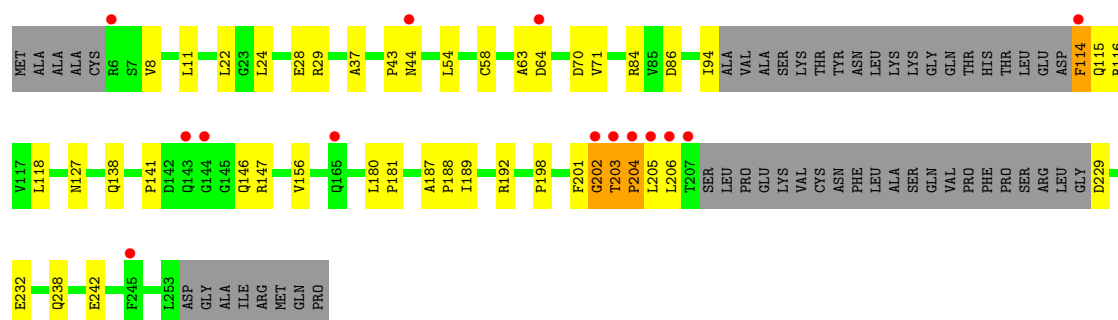 MET ALA ALA ALA CYS R6 S7 V8 L11 L22 G23 L24 E28 R29 A37 P43 N44 L54 C58 A63 D64 D70 V71 R84 V85 D86 I94 ALA VAL ALA SER LYS THR TYR ASN LEU LYS LYS GLY GLN THR HIS THR LEU GLU ASP F114 Q115 P116
V117 L118 N127 Q138 P141 D142 Q143 G144 G145 Q146 R147 V156 Q165 L180 P181 A187 P188 I189 R192 P198 F201 G202 T203 P204 L205 L206 T207 SER LEU PRO GLU LYS VAL CYS ASN PHE LEU ALA SER GLN VAL PRO PHE PRO SER ARG LEU GLY D229
E232 Q238 E242 F245 L253 ASP GLY ALA ILE ARG MET GLN PRO